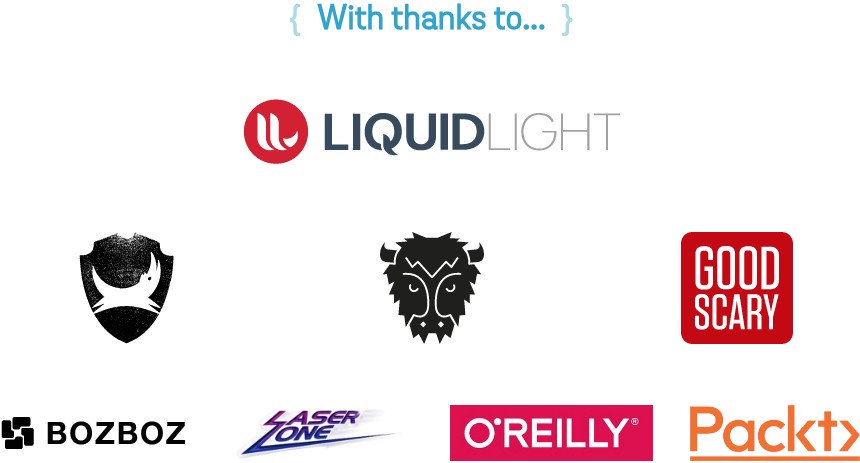 { With thanks to... }
LIQUIDLIGHT
GOOD
SCARY
BOZBOZ
LASER
ZONE
O'REILLY®
Packt>